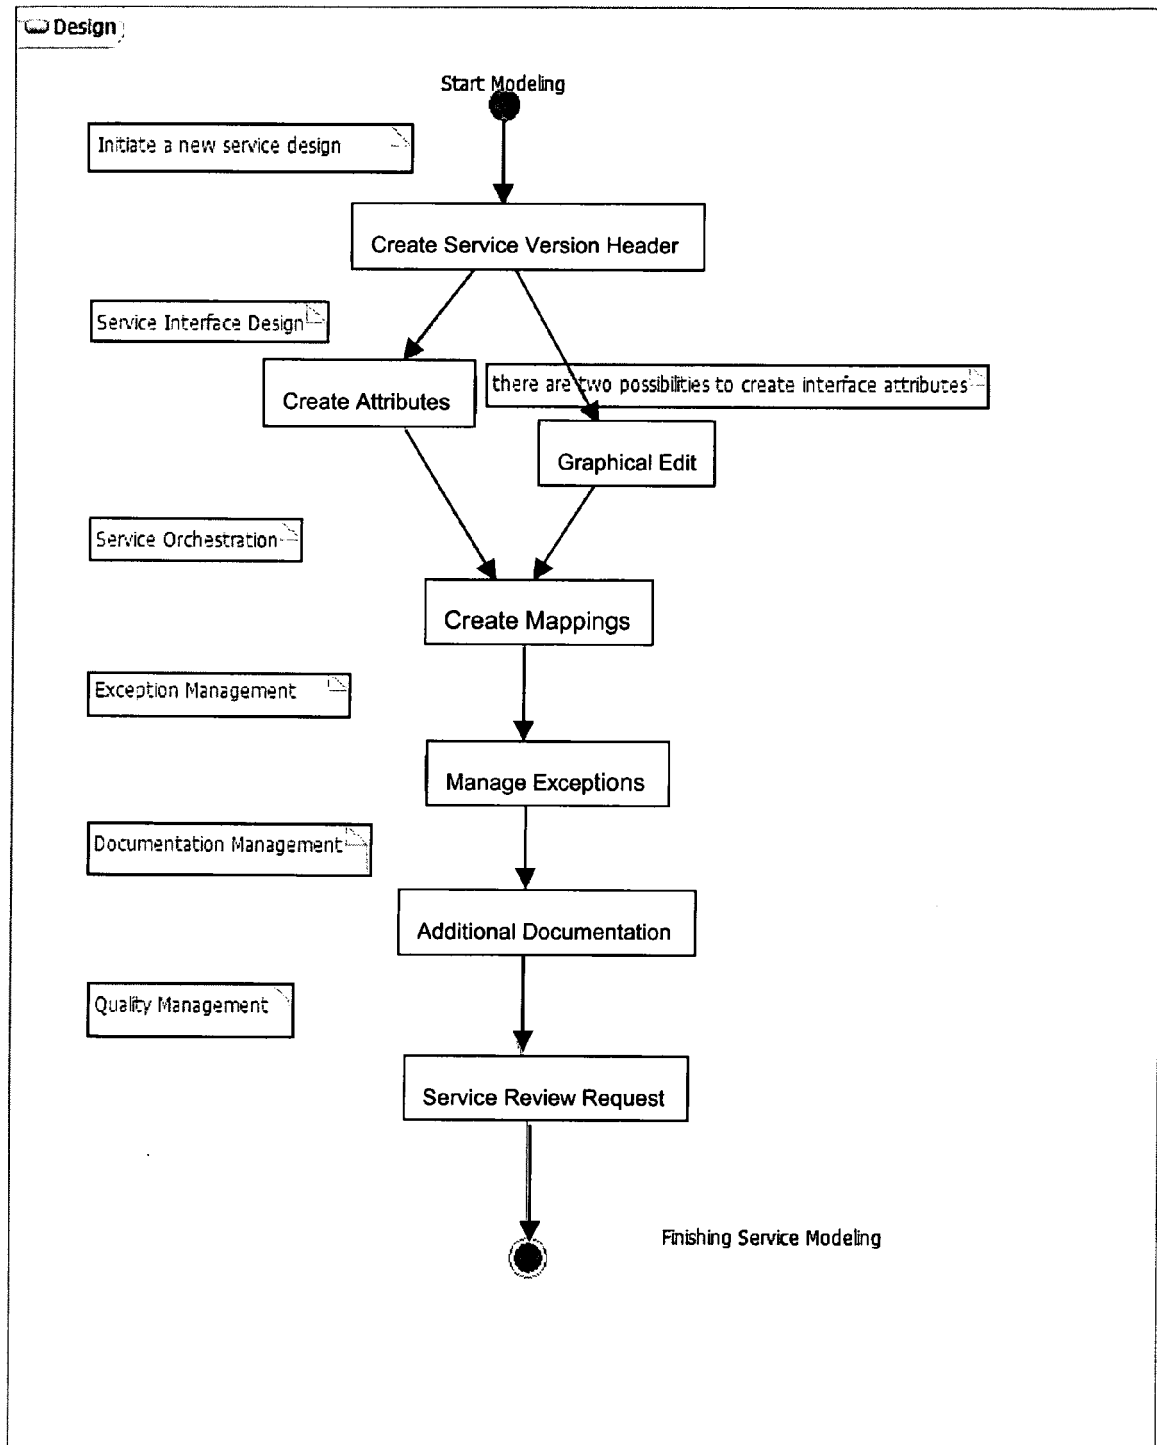 Design
Start Modeling
Initiate a new service design
Create Service Version Header
Service Interface Design
there are two possibilities to create interface attributes
Create Attributes
Graphical Edit
Service Orchestration
Create Mappings
Exception Management
Manage Exceptions
Documentation Management
Additional Documentation
Quality Management
Service Review Request
Finishing Service Modeling